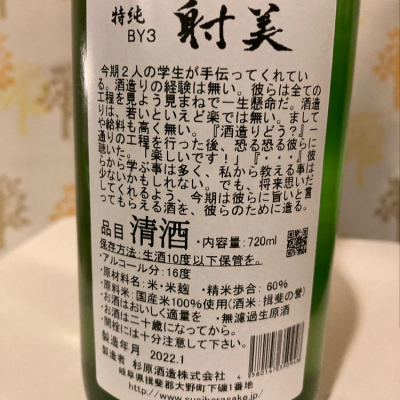 特純
BY3
射美
今期2人の学生が手伝ってくれてい
る。酒造りの経験は無い。彼らは全ての
工程を見よう見まねで一生懸命だ。酒造
りは、若いといえど楽では無い。まして
や給料も高く無い。『酒造りどう?』一
通りの工程を行った後、恐る恐る彼らに
聴いた。『楽しいです!』『・・・』彼
らから学ぶ事は多く、私から教える事は
少ないかもしれない。でも、将来思いだ
してくれるよう、今期は彼らに旨いと言っ
てもらえる酒を、彼らのために造る。
品目 清酒 ・内容量:720ml
保存方法:生酒10度以下保管を。
・アルコール分:16度
・原材料:米・米麹 ・精米歩合:60%
・原料米:国産米100%使用(酒米:揖斐の誉)
・お酒はおいしく適量を ・無濾過生原酒
・お酒は二十歳になってから。
・開栓には十分注意して下さい。
製造年月 2022.1
製造者 杉原酒造株式会社
岐阜県揖斐郡大野町下磯1番地
http://www.sugiharasake.com/